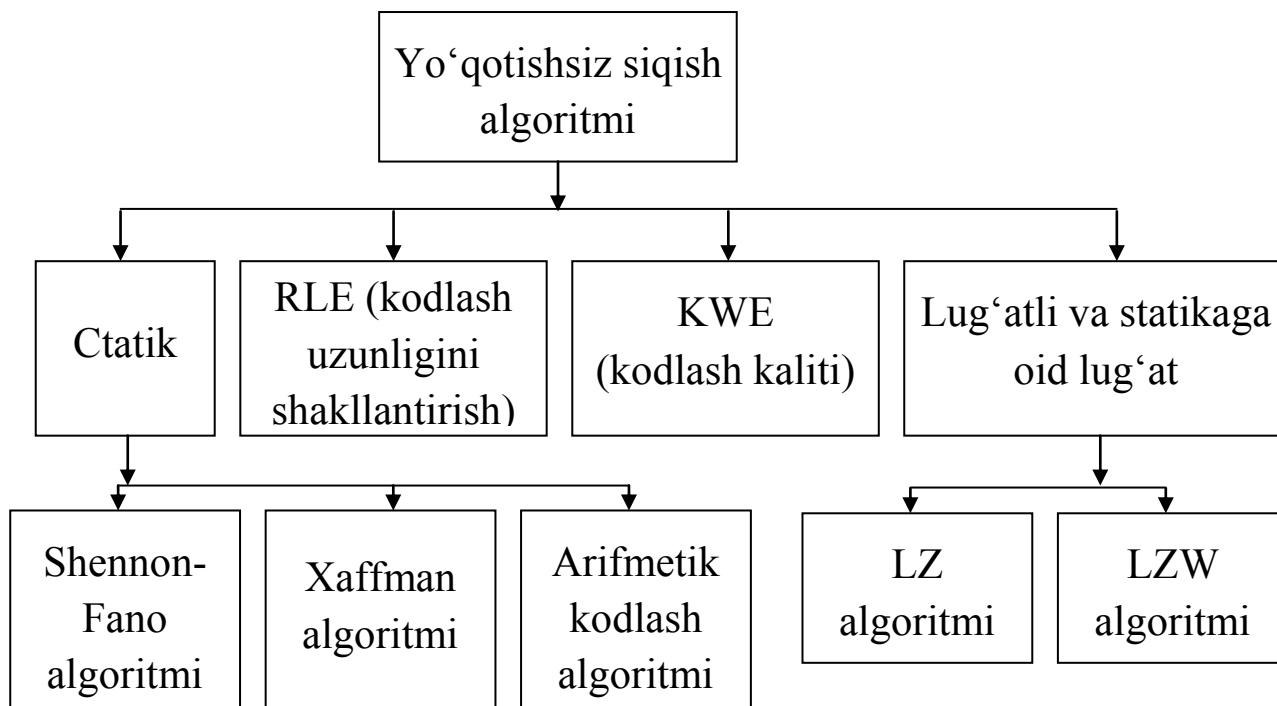 Yo‘qotishsiz siqish
algoritmi
Ctatik
RLE (kodlash
uzunligini
shakllantirish)
KWE
(kodlash kaliti)
Lug‘atli va statikaga
oid lug‘at
Shennon-
Fano
algoritmi
Xaffman
algoritmi
Arifmetik
kodlash
algoritmi
LZ
algoritmi
LZW
algoritmi